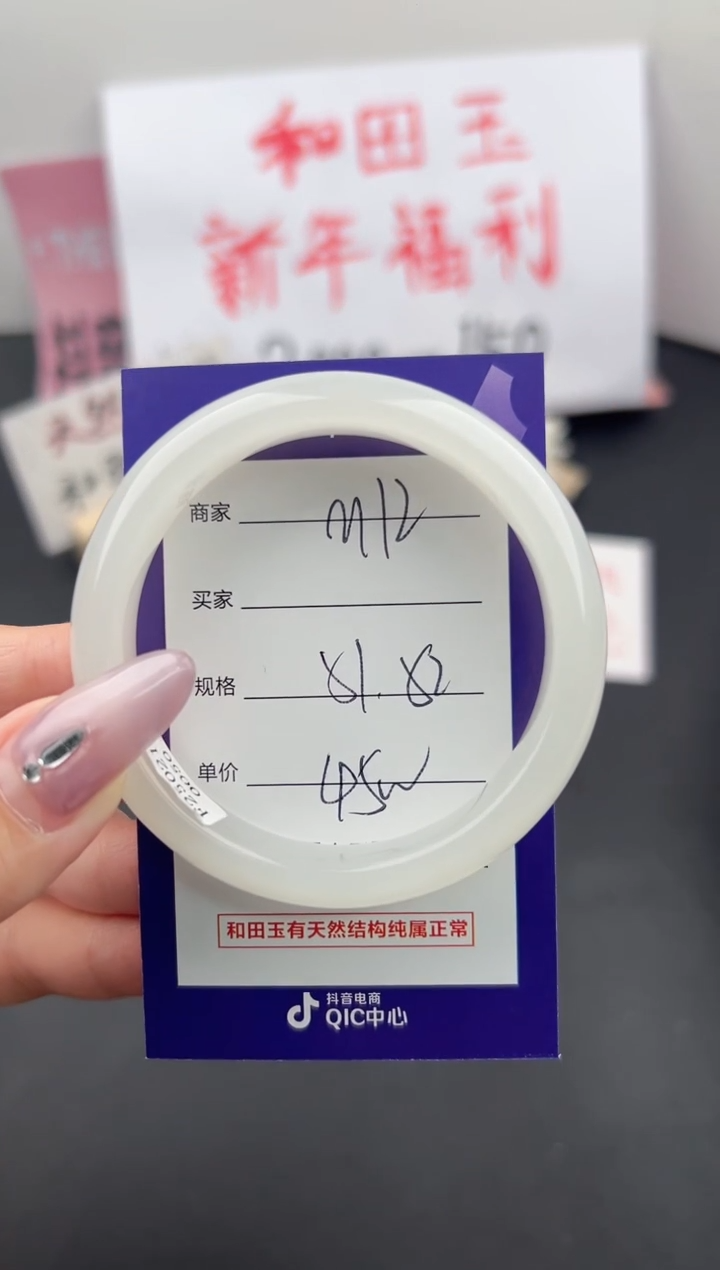 和田玉
新年福利
商家 M12
买家
规格 81.82
单价 45w
F25021
00501
和田玉有天然结构纯属正常
抖音电商
QIC中心